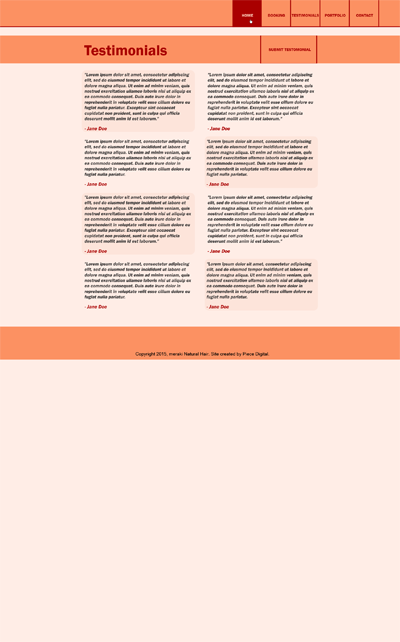 HOME BOOKING TESTIMONIALS PORTFOLIO CONTACT
Testimonials
SUBMIT TESTIMONIAL
"Lorem ipsum dolor sit amet, consectetur adipiscing
elit, sed do eiusmod tempor incididunt ut labore et
dolore magna aliqua. Ut enim ad minim veniam, quis
nostrud exercitation ullamco laboris nisi ut aliquip ex
ea commodo consequat. Duis aute irure dolor in
reprehenderit in voluptate velit esse cillum dolore eu
fugiat nulla pariatur. Excepteur sint occaecat
cupidatat non proident, sunt in culpa qui officia
deserunt mollit anim id est laborum."
- Jane Doe
"Lorem ipsum dolor sit amet, consectetur adipiscing
elit, sed do eiusmod tempor incididunt ut labore et
dolore magna aliqua. Ut enim ad minim veniam, quis
nostrud exercitation ullamco laboris nisi ut aliquip ex
ea commodo consequat. Duis aute irure dolor in
reprehenderit in voluptate velit esse cillum dolore eu
fugiat nulla pariatur. Excepteur sint occaecat
cupidatat non proident, sunt in culpa qui officia
deserunt mollit anim id est laborum."
- Jane Doe
"Lorem ipsum dolor sit amet, consectetur adipiscing
elit, sed do eiusmod tempor incididunt ut labore et
dolore magna aliqua. Ut enim ad minim veniam, quis
nostrud exercitation ullamco laboris nisi ut aliquip ex
ea commodo consequat. Duis aute irure dolor in
reprehenderit in voluptate velit esse cillum dolore eu
fugiat nulla pariatur.
- Jane Doe
"Lorem ipsum dolor sit amet, consectetur adipiscing
elit, sed do eiusmod tempor incididunt ut labore et
dolore magna aliqua. Ut enim ad minim veniam, quis
nostrud exercitation ullamco laboris nisi ut aliquip ex
ea commodo consequat. Duis aute irure dolor in
reprehenderit in voluptate velit esse cillum dolore eu
fugiat nulla pariatur.
- Jane Doe
"Lorem ipsum dolor sit amet, consectetur adipiscing
elit, sed do eiusmod tempor incididunt ut labore et
dolore magna aliqua. Ut enim ad minim veniam, quis
nostrud exercitation ullamco laboris nisi ut aliquip ex
ea commodo consequat. Duis aute irure dolor in
reprehenderit in voluptate velit esse cillum dolore eu
fugiat nulla pariatur. Excepteur sint occaecat
cupidatat non proident, sunt in culpa qui officia
deserunt mollit anim id est laborum."
- Jane Doe
"Lorem ipsum dolor sit amet, consectetur adipiscing
elit, sed do eiusmod tempor incididunt ut labore et
dolore magna aliqua. Ut enim ad minim veniam, quis
nostrud exercitation ullamco laboris nisi ut aliquip ex
ea commodo consequat. Duis aute irure dolor in
reprehenderit in voluptate velit esse cillum dolore eu
fugiat nulla pariatur. Excepteur sint occaecat
cupidatat non proident, sunt in culpa qui officia
deserunt mollit anim id est laborum."
- Jane Doe
"Lorem ipsum dolor sit amet, consectetur adipiscing
elit, sed do eiusmod tempor incididunt ut labore et
dolore magna aliqua. Ut enim ad minim veniam, quis
nostrud exercitation ullamco laboris nisi ut aliquip ex
ea commodo consequat. Duis aute irure dolor in
reprehenderit in voluptate velit esse cillum dolore eu
fugiat nulla pariatur.
- Jane Doe
"Lorem ipsum dolor sit amet, consectetur adipiscing
elit, sed do eiusmod tempor incididunt ut labore et
dolore magna aliqua. Ut enim ad minim veniam, quis
nostrud exercitation ullamco laboris nisi ut aliquip ex
ea commodo consequat. Duis aute irure dolor in
reprehenderit in voluptate velit esse cillum dolore eu
fugiat nulla pariatur.
- Jane Doe
Copyright 2015, meraki Natural Hair. Site created by Piece Digital.